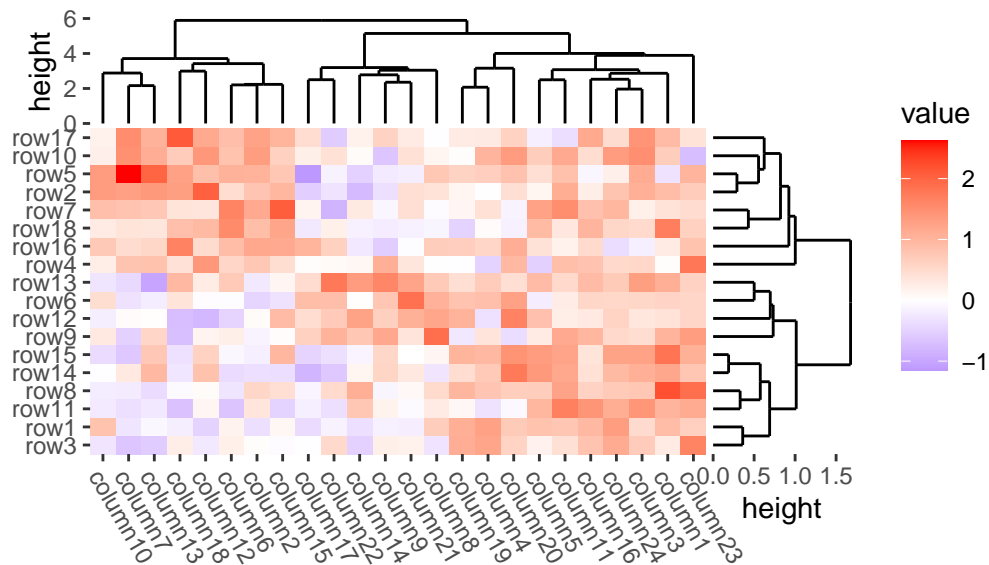 6
4
2
0
height
value
2
1
0
−1
row17
row10
row5
row2
row7
row18
row16
row4
row13
row6
row12
row9
row15
row14
row8
row11
row1
row3
0.0 0.5 1.0 1.5
height
column10
column7
column13
column18
column12
column6
column2
column15
column17
column22
column14
column9
column21
column8
column19
column4
column20
column5
column11
column16
column24
column3
column1
column23